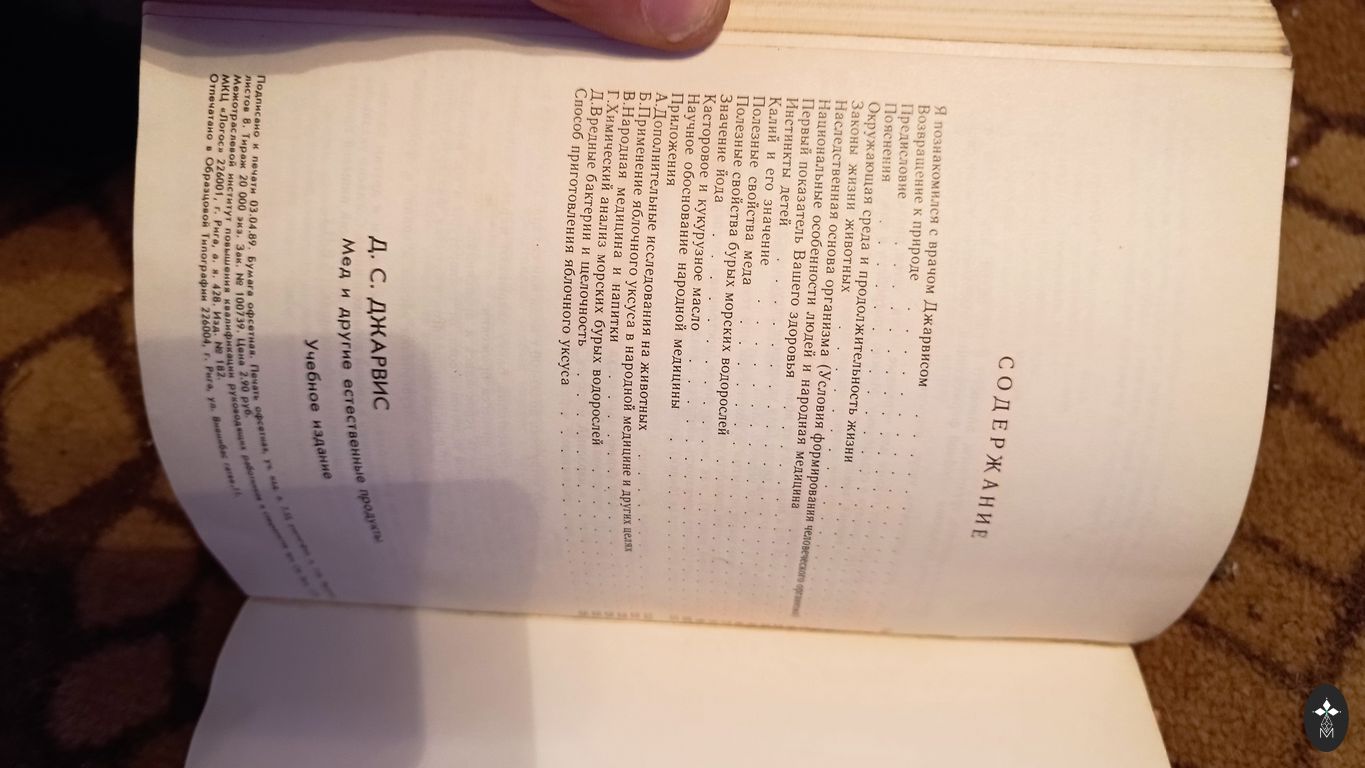 СОДЕРЖАНИЕ
Я познакомился с врачом Джарвисом
Возвращение к природе
Предисловие
Пояснения
Окружающая среда и продолжительность жизни
Законы жизни животных
Наследственная основа организма (Условия формирования человеческого организма
Национальные особенности людей и народная медицина
Первый показатель Вашего здоровья
Инстинкты детей
Калий и его значение
Полезные свойства меда
Полезные свойства бурых морских водорослей
Значение йода
Касторовое и кукурузное масло
Научное обоснование народной медицины
Приложения
А.Дополнительные исследования на животных
Б.Применение яблочного уксуса в народной медицине и других целях
В.Народная медицина и напитки
Г.Химический анализ морских бурых водорослей
Д.Вредные бактерии и щелочность
Способ приготовления яблочного уксуса
Д. С. ДЖАРВИС
Мед и другие естественные продукты
Учебное издание
Подписано к печати 03.04.89. Бумага офсетная. Печать офсетная,
листов 8. Тираж 20 000 экз. Зак. № 100739. Цена 2.90 руб.
Межотраслевой институт повышения квалификации руководящих работников и специалистов
МКЦ «Логос» 226001, г. Рига, а. я. 428. Изд. № 182.
Отпечатано в Образцовой Типографии 226004, г. Рига, ул.
M